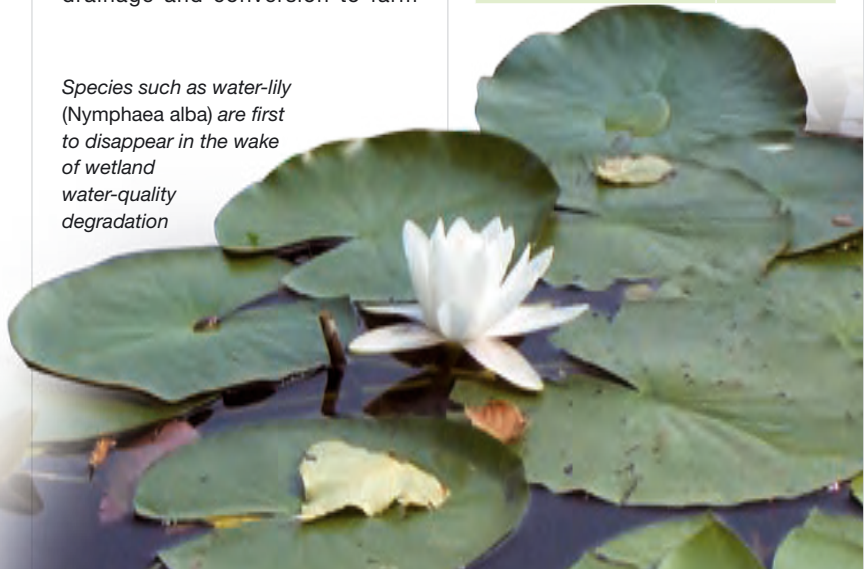 drainage and conversion to farm
Species such as water-lily
(Nymphaea alba) are first
to disappear in the wake
of wetland
water-quality
degradation